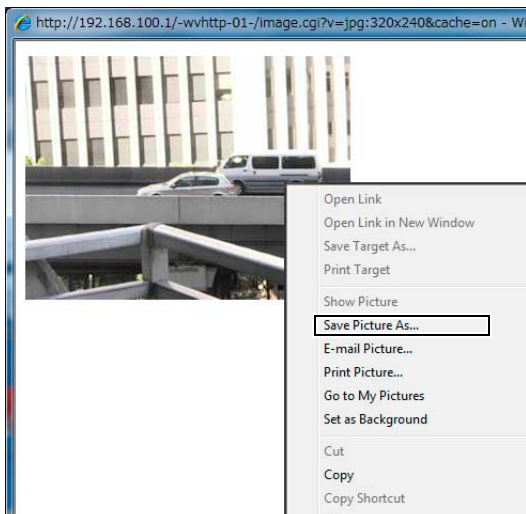 http://192.168.100.1/-wvhttp-01-/image.cgi?v=jpg:320x240&cache=on - Wi
Open Link
Open Link in New Window
Save Target As...
Print Target
Show Picture
Save Picture As...
E-mail Picture...
Print Picture...
Go to My Pictures
Set as Background
Cut
Copy
Copy Shortcut